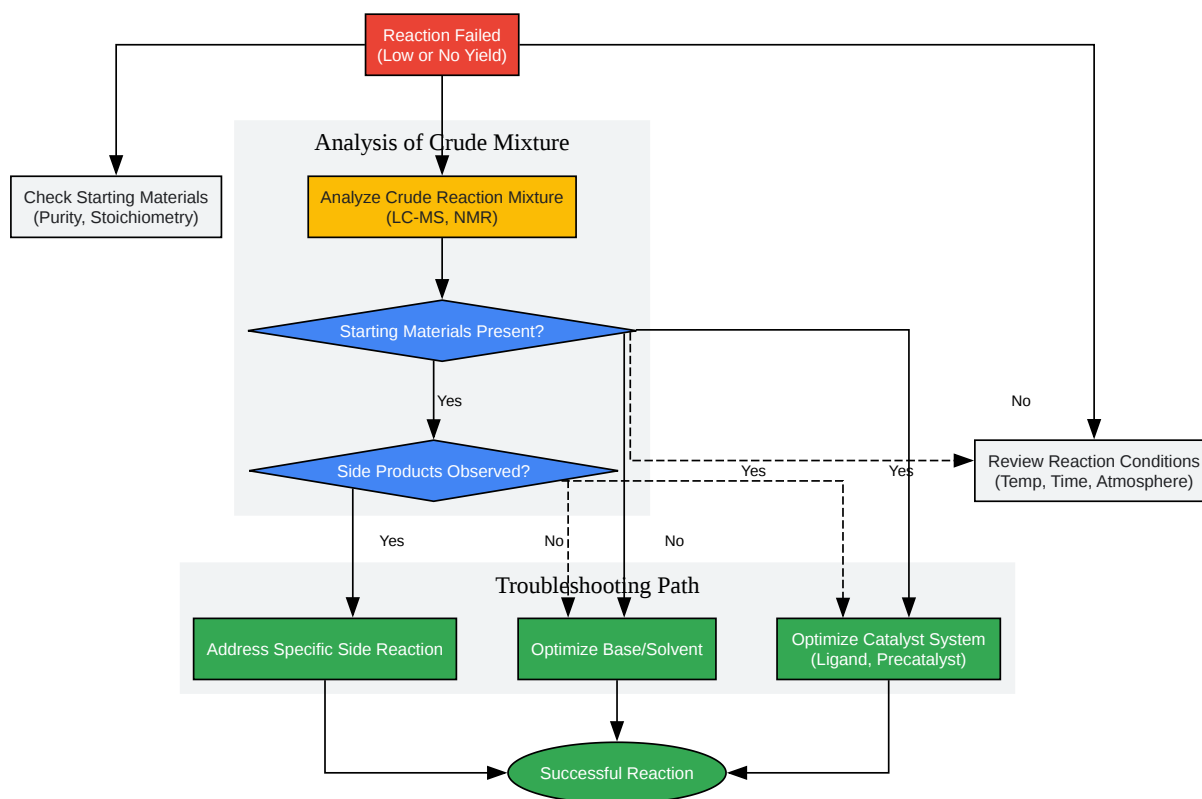 Reaction Failed
(Low or No Yield)
Analysis of Crude Mixture
Check Starting Materials
(Purity, Stoichiometry)
Analyze Crude Reaction Mixture
(LC-MS, NMR)
Starting Materials Present?
Yes
No
Side Products Observed?
Yes
Yes
Review Reaction Conditions
(Temp, Time, Atmosphere)
Yes
No
No
Troubleshooting Path
Address Specific Side Reaction
Optimize Base/Solvent
Optimize Catalyst System
(Ligand, Precatalyst)
Successful Reaction